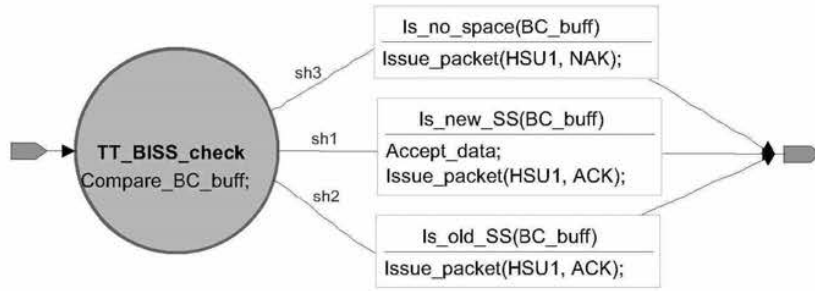 Is_no_space(BC_buff)
Issue_packet(HSU1, NAK);
sh3
TT_BISS_check
Compare_BC_buff;
sh1
Is_new_SS(BC_buff)
Accept_data;
Issue_packet(HSU1, ACK);
sh2
Is_old_SS(BC_buff)
Issue_packet(HSU1, ACK);